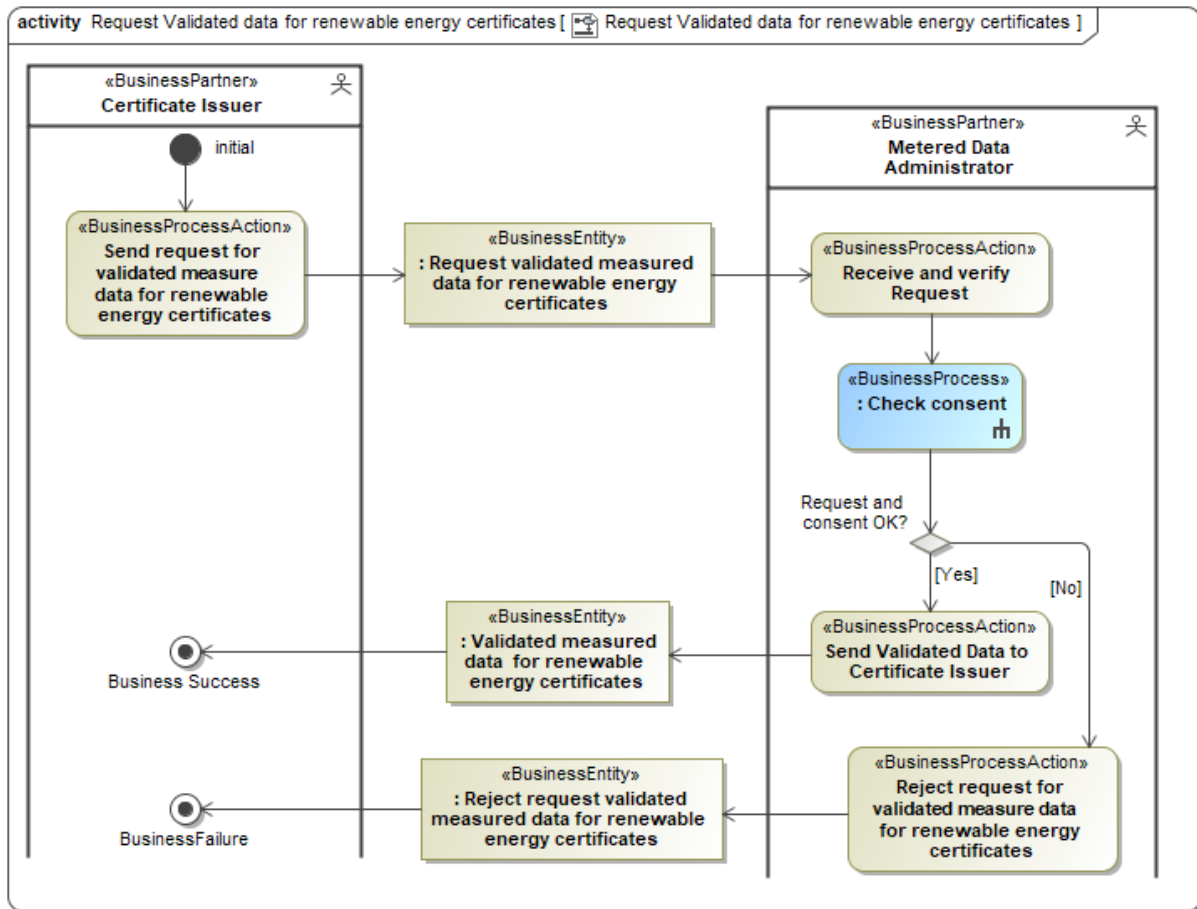 activity Request Validated data for renewable energy certificates [ Request Validated data for renewable energy certificates ]
«BusinessPartner»
Certificate Issuer
initial
«BusinessProcessAction»
Send request for
validated measure
data for renewable
energy certificates
«BusinessEntity»
: Request validated measured
data for renewable energy
certificates
«BusinessPartner»
Metered Data
Administrator
«BusinessProcessAction»
Receive and verify
Request
«BusinessProcess»
: Check consent
Request and
consent OK?
[Yes]
[No]
«BusinessProcessAction»
Send Validated Data to
Certificate Issuer
«BusinessEntity»
: Validated measured
data for renewable
energy certificates
Business Success
«BusinessProcessAction»
Reject request for
validated measure data
for renewable energy
certificates
«BusinessEntity»
: Reject request validated
measured data for renewable
energy certificates
BusinessFailure